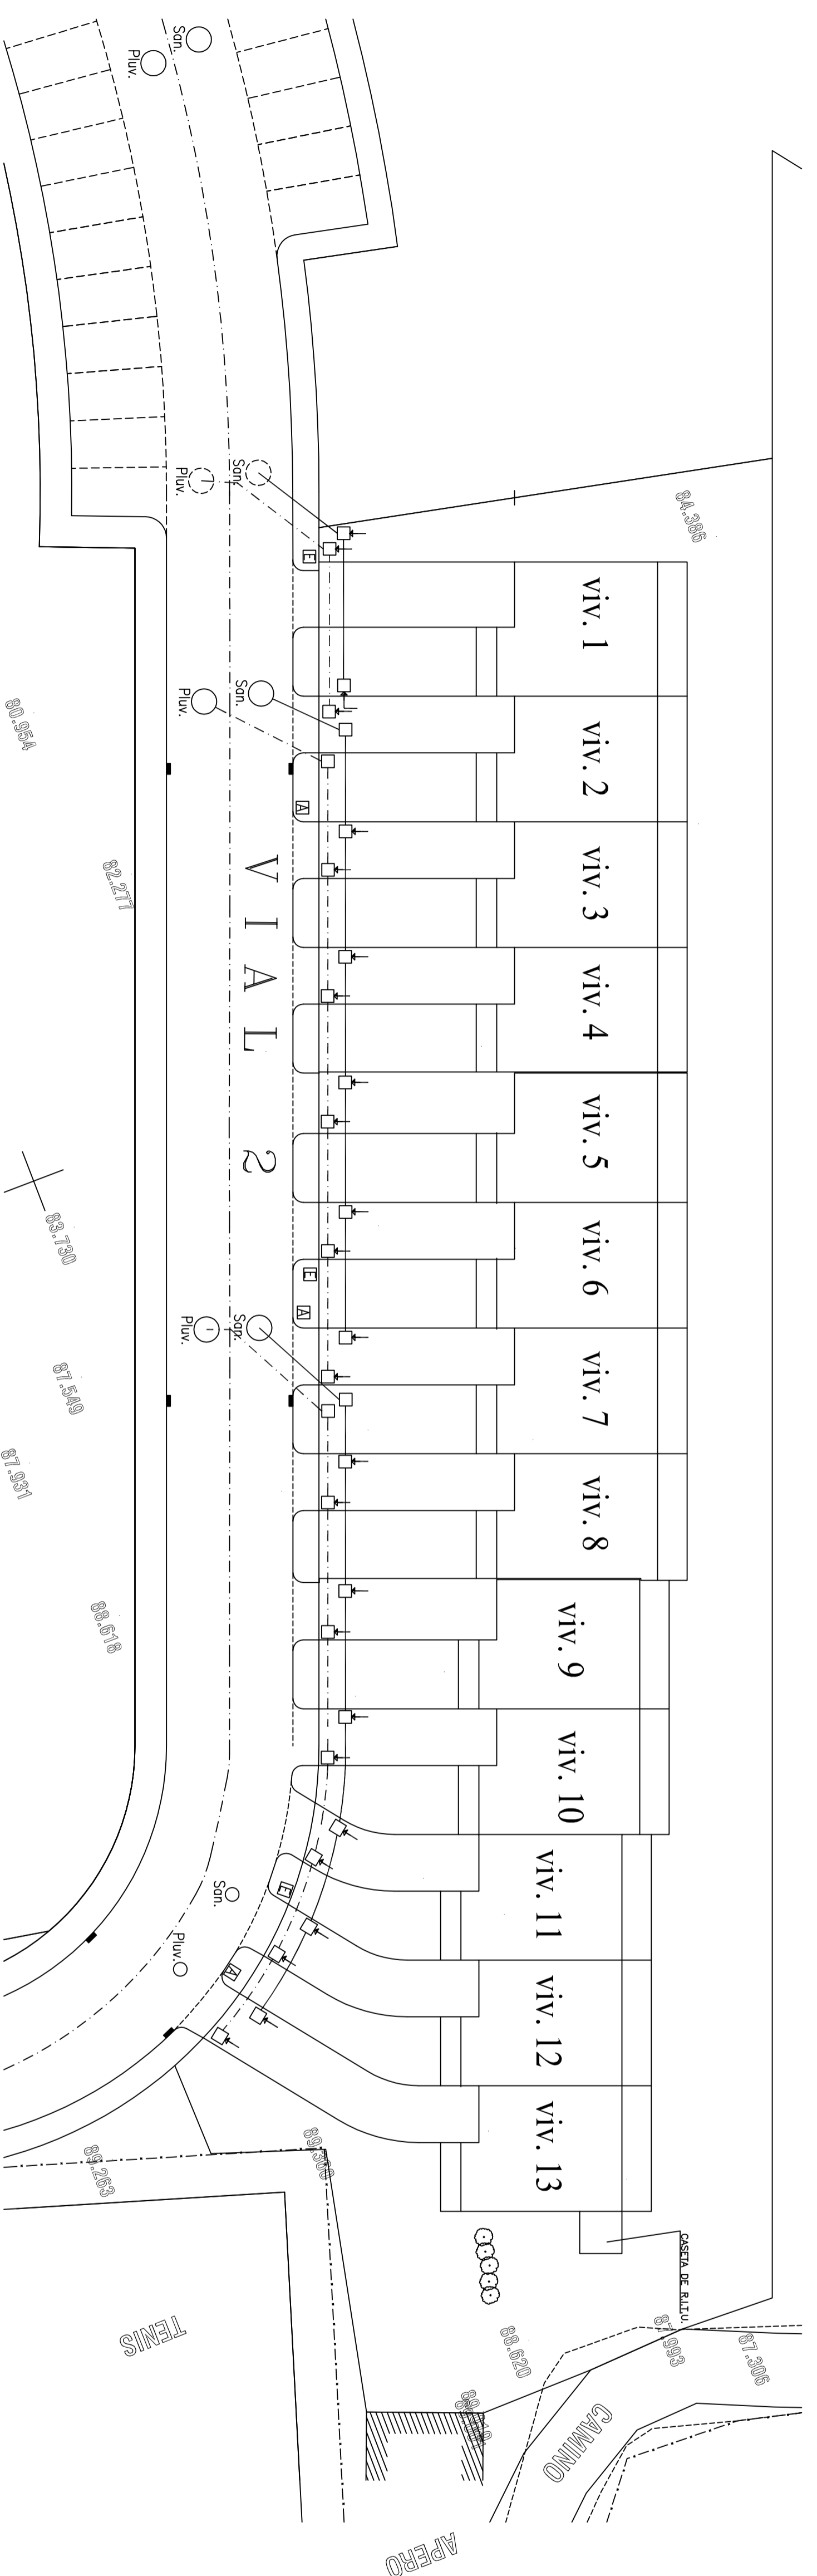 San.
Pluv.
San.
Pluv.
84.386
E
viv. 1
San.
Pluv.
80.954
viv. 2
A
VIAL 2
82.277
viv. 3
viv. 4
viv. 5
83.730
viv. 6
E
A
San.
Pluv.
87.549
viv. 7
87.931
viv. 8
88.618
viv. 9
viv. 10
viv. 11
E
San.
Pluv.
A
viv. 12
viv. 13
89.263
CASETA DE R.I.T.U.
TENIS
88.620
87.306
CAMINO
APERO